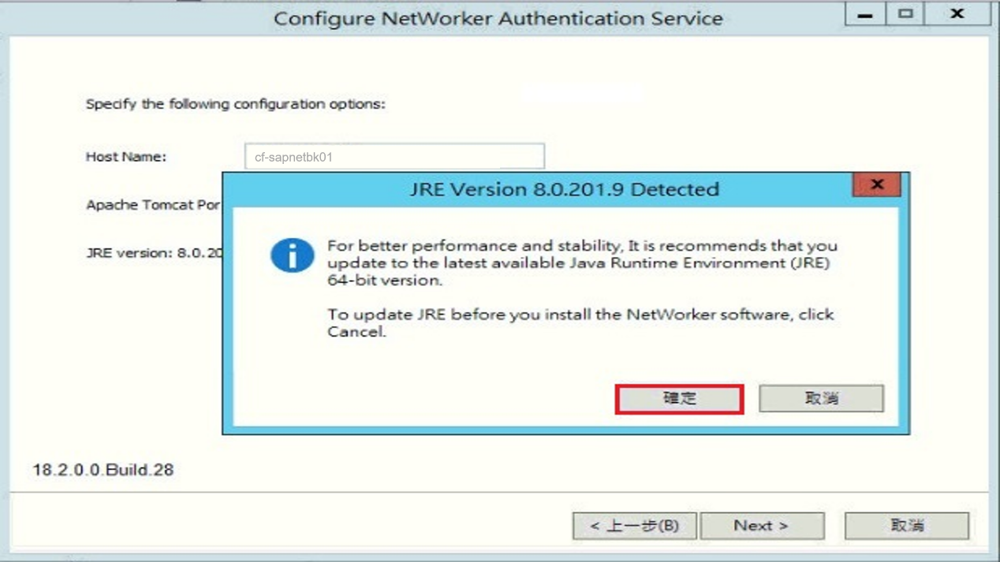 Configure NetWorker Authentication Service
Specify the following configuration options:
Host Name:
cf-sapnetbk01
Apache Tomcat Por
JRE version: 8.0.20
JRE Version 8.0.201.9 Detected
For better performance and stability, It is recommends that you
update to the latest available Java Runtime Environment (JRE)
64-bit version.
To update JRE before you install the NetWorker software, click
Cancel.
確定
取消
18.2.0.0.Build.28
< 上一步(B)
Next >
取消